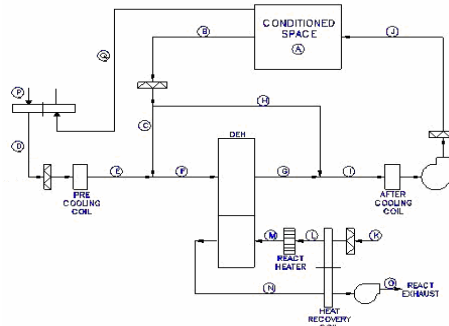 CONDITIONED
SPACE
A
B
J
Q
P
H
C
DEH
D
E
F
G
I
PRE
COOLING
COIL
AFTER
COOLING
COIL
M
L
K
REACT
HEATER
N
O
REACT
EXHAUST
HEAT
RECOVERY